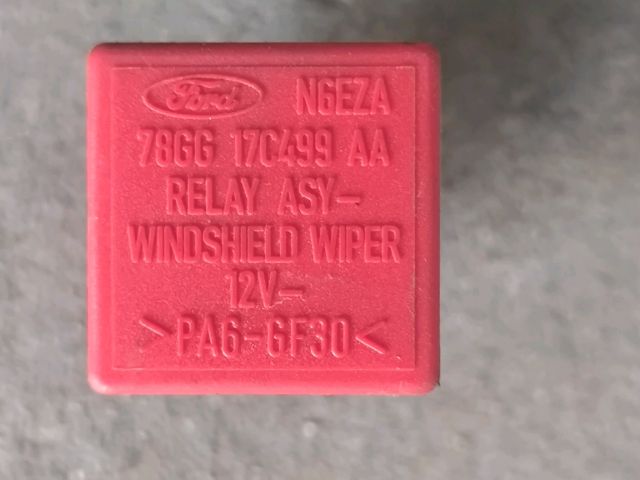 Ford N6EZA
78GG 17C499 AA
RELAY ASY-
WINDSHIELD WIPER
12V-
>PA6-GF30<